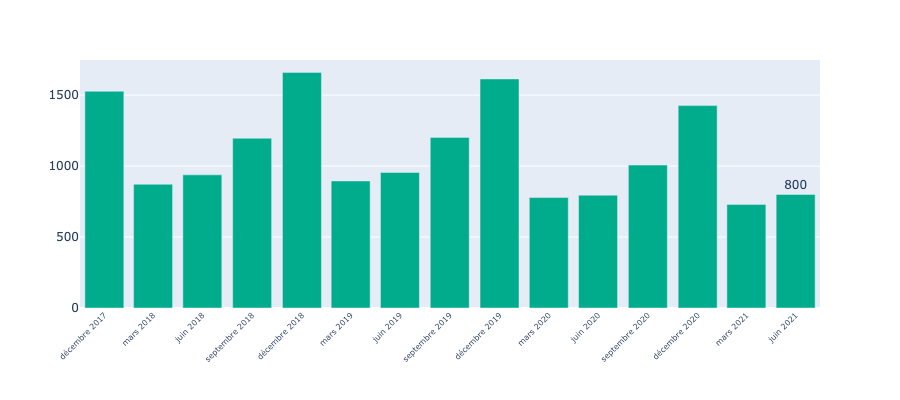 1500
1000
800
500
0
décembre 2017
mars 2018
juin 2018
septembre 2018
décembre 2018
mars 2019
juin 2019
septembre 2019
décembre 2019
mars 2020
juin 2020
septembre 2020
décembre 2020
mars 2021
juin 2021